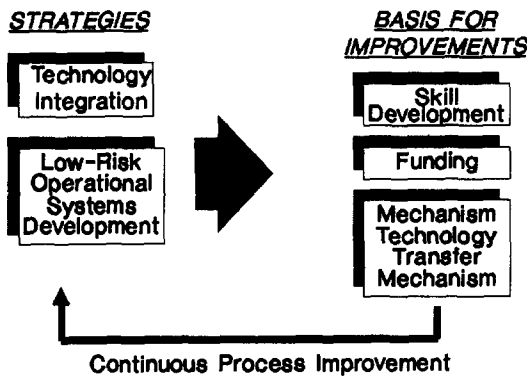 STRATEGIES
Technology
Integration
Low-Risk
Operational
Systems
Development
BASIS FOR
IMPROVEMENTS
Skill
Development
Funding
Mechanism
Technology
Transfer
Mechanism
Continuous Process Improvement